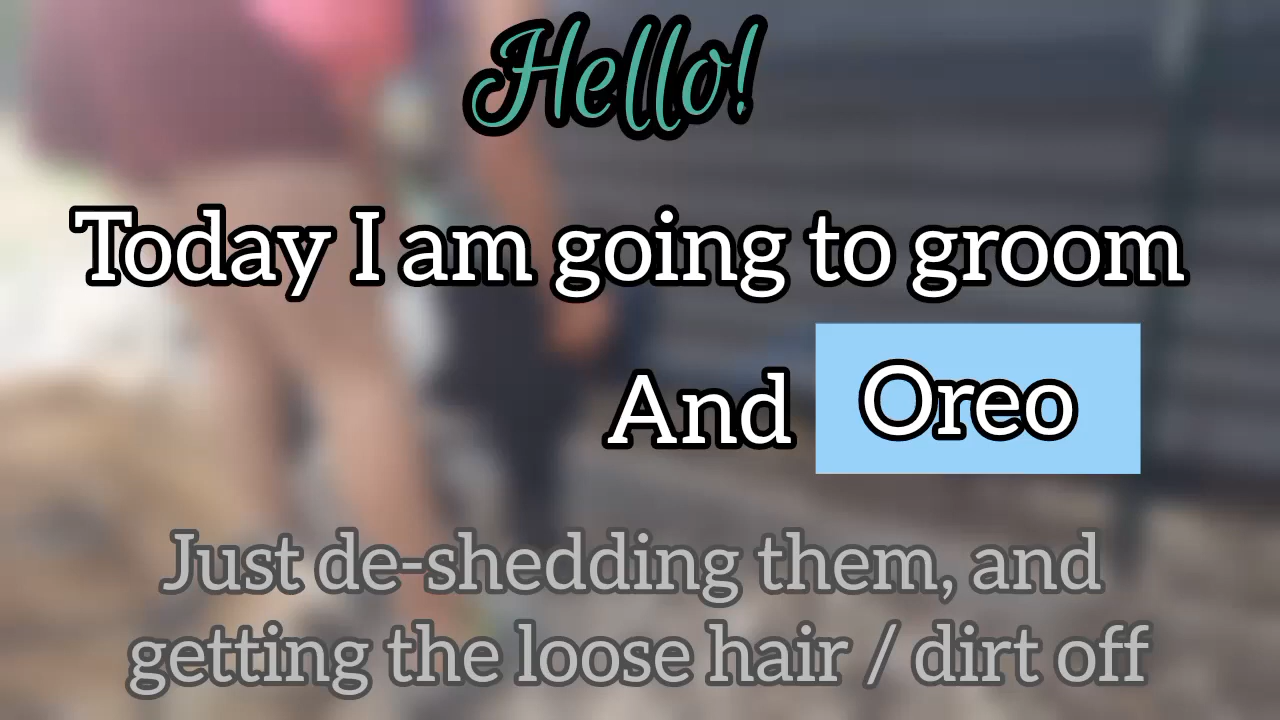 Hello!
Today I am going to groom
And Oreo
Just de-shedding them, and
getting the loose hair / dirt off